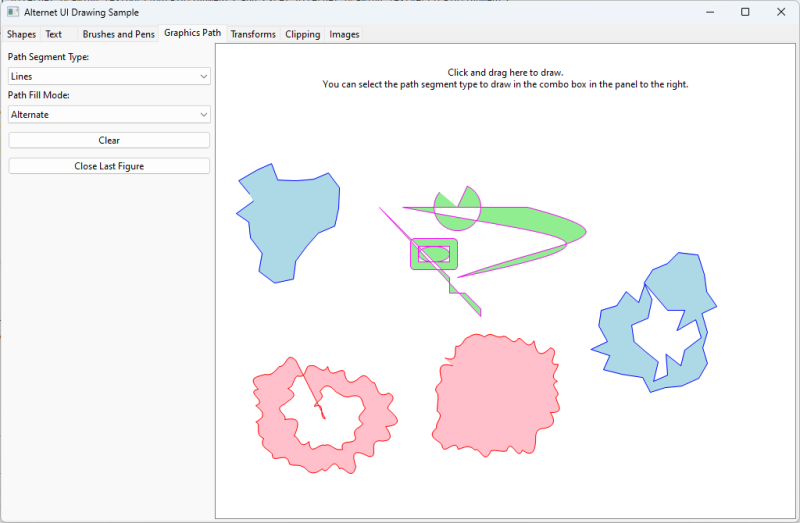 Alternet UI Drawing Sample
Shapes Text Brushes and Pens Graphics Path Transforms Clipping Images
Path Segment Type:
Lines
Path Fill Mode:
Alternate
Clear
Close Last Figure
Click and drag here to draw.
You can select the path segment type to draw in the combo box in the panel to the right.